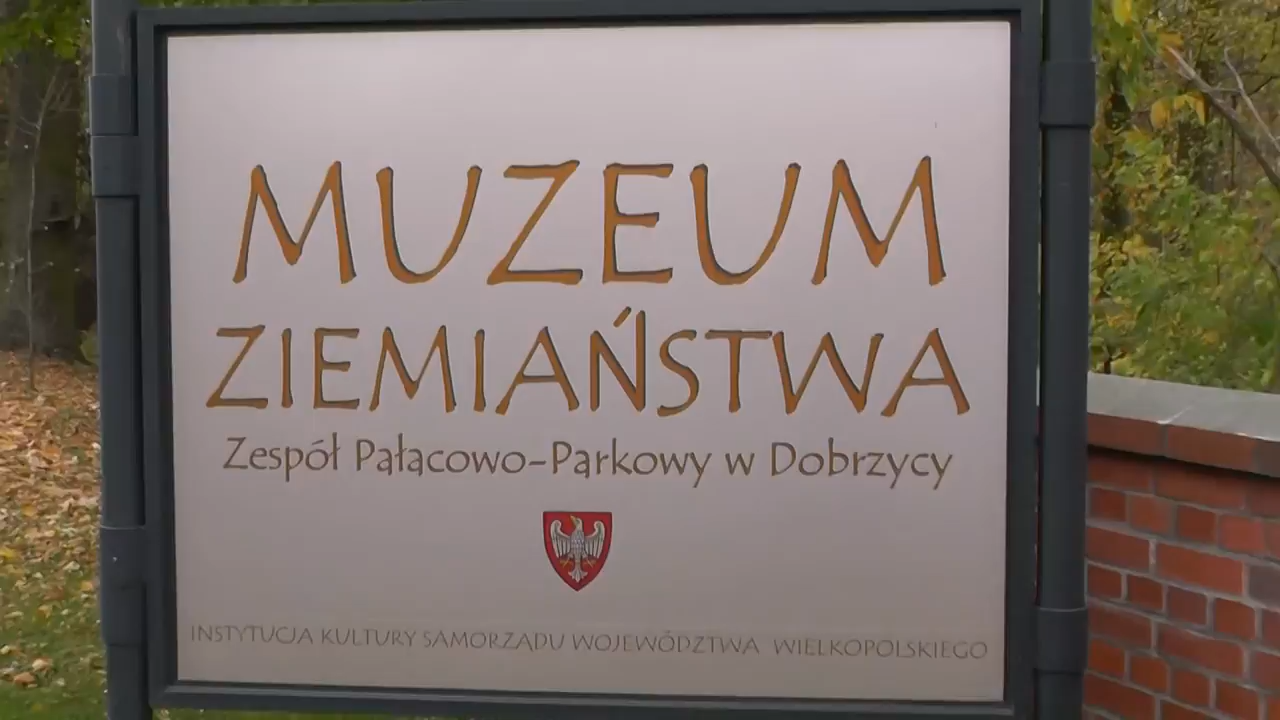 MUZEUM
ZIEMIAŃSTWA
Zespół Pałacowo-Parkowy w Dobrzycy
INSTYTUCJA KULTURY SAMORZĄDU WOJEWÓDZTWA WIELKOPOLSKIEGO